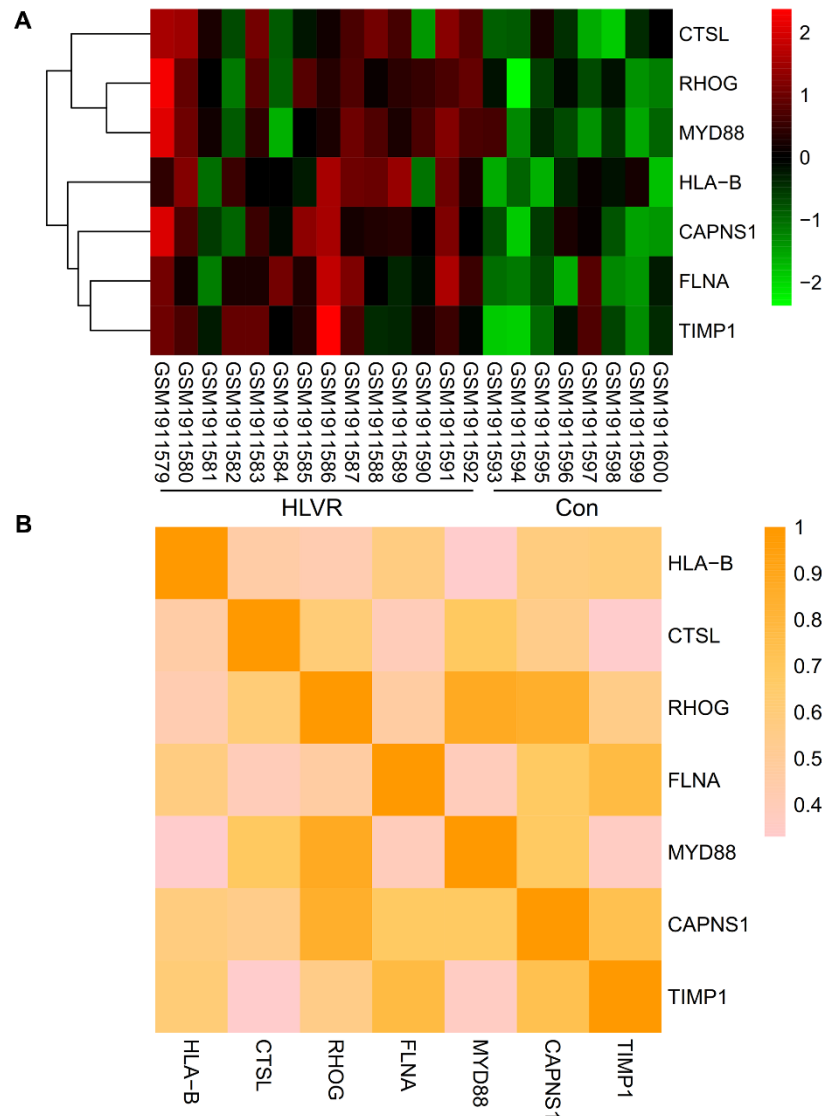 A
CTSL
RHOG
MYD88
HLA−B
CAPNS1
FLNA
TIMP1
2
1
0
−1
−2
GSM1911579
GSM1911580
GSM1911581
GSM1911582
GSM1911583
GSM1911584
GSM1911585
GSM1911586
GSM1911587
GSM1911588
GSM1911589
GSM1911590
GSM1911591
GSM1911592
GSM1911593
GSM1911594
GSM1911595
GSM1911596
GSM1911597
GSM1911598
GSM1911599
GSM1911600
HLVR
Con
B
HLA−B
CTSL
RHOG
FLNA
MYD88
CAPNS1
TIMP1
1
0.9
0.8
0.7
0.6
0.5
0.4
HLA−B
CTSL
RHOG
FLNA
MYD88
CAPNS1
TIMP1